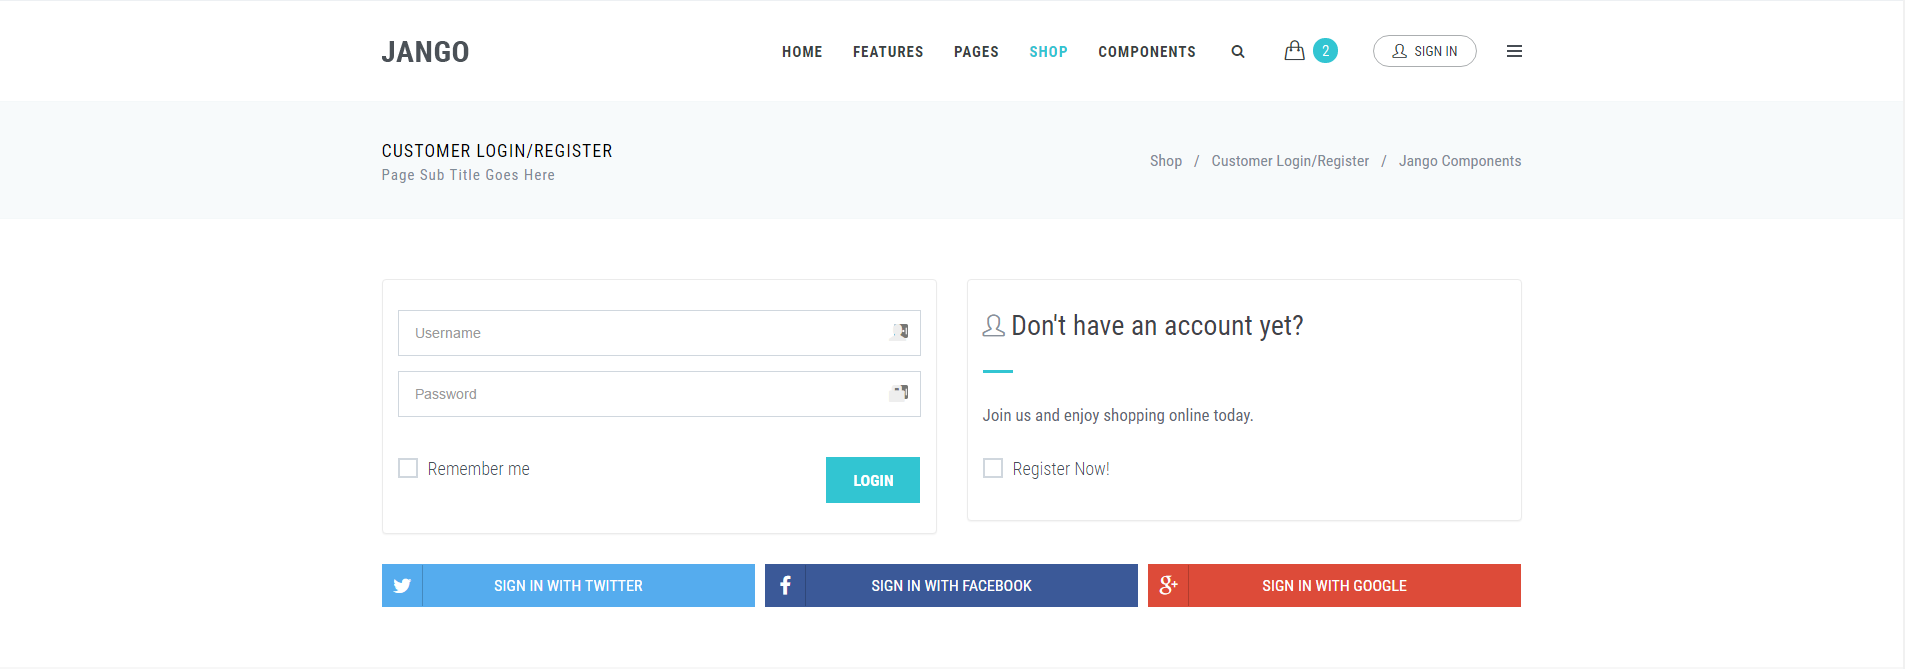 JANGO
HOME FEATURES PAGES SHOP COMPONENTS 2 SIGN IN
CUSTOMER LOGIN/REGISTER
Page Sub Title Goes Here
Shop / Customer Login/Register / Jango Components
Username
Password
Remember me
LOGIN
Don't have an account yet?
Join us and enjoy shopping online today.
Register Now!
SIGN IN WITH TWITTER
SIGN IN WITH FACEBOOK
SIGN IN WITH GOOGLE